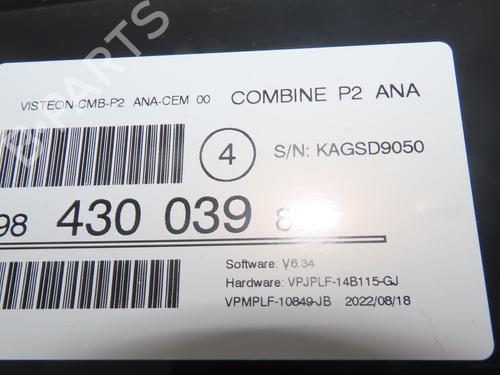 B-PARTS
VISTEON-CMB-P2 ANA-CEM 00 COMBINE P2 ANA
4 S/N: KAGSD9050
98 430 039
Software: V6.34
Hardware: VPJPLF-14B115-GJ
VPMPLF-10849-JB 2022/08/18